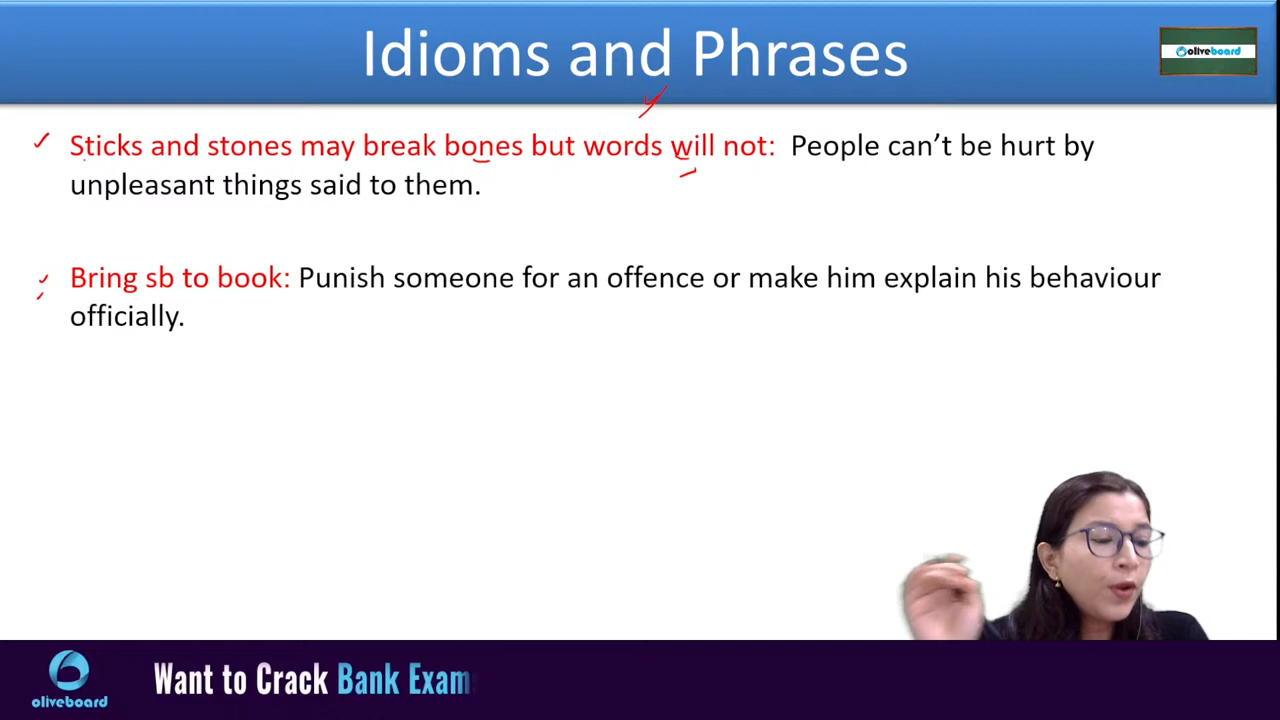 Idioms and Phrases
oliveboard
Sticks and stones may break bones but words will not: People can’t be hurt by
unpleasant things said to them.
Bring sb to book: Punish someone for an offence or make him explain his behaviour
officially.
oliveboard
Want to Crack Bank Exam